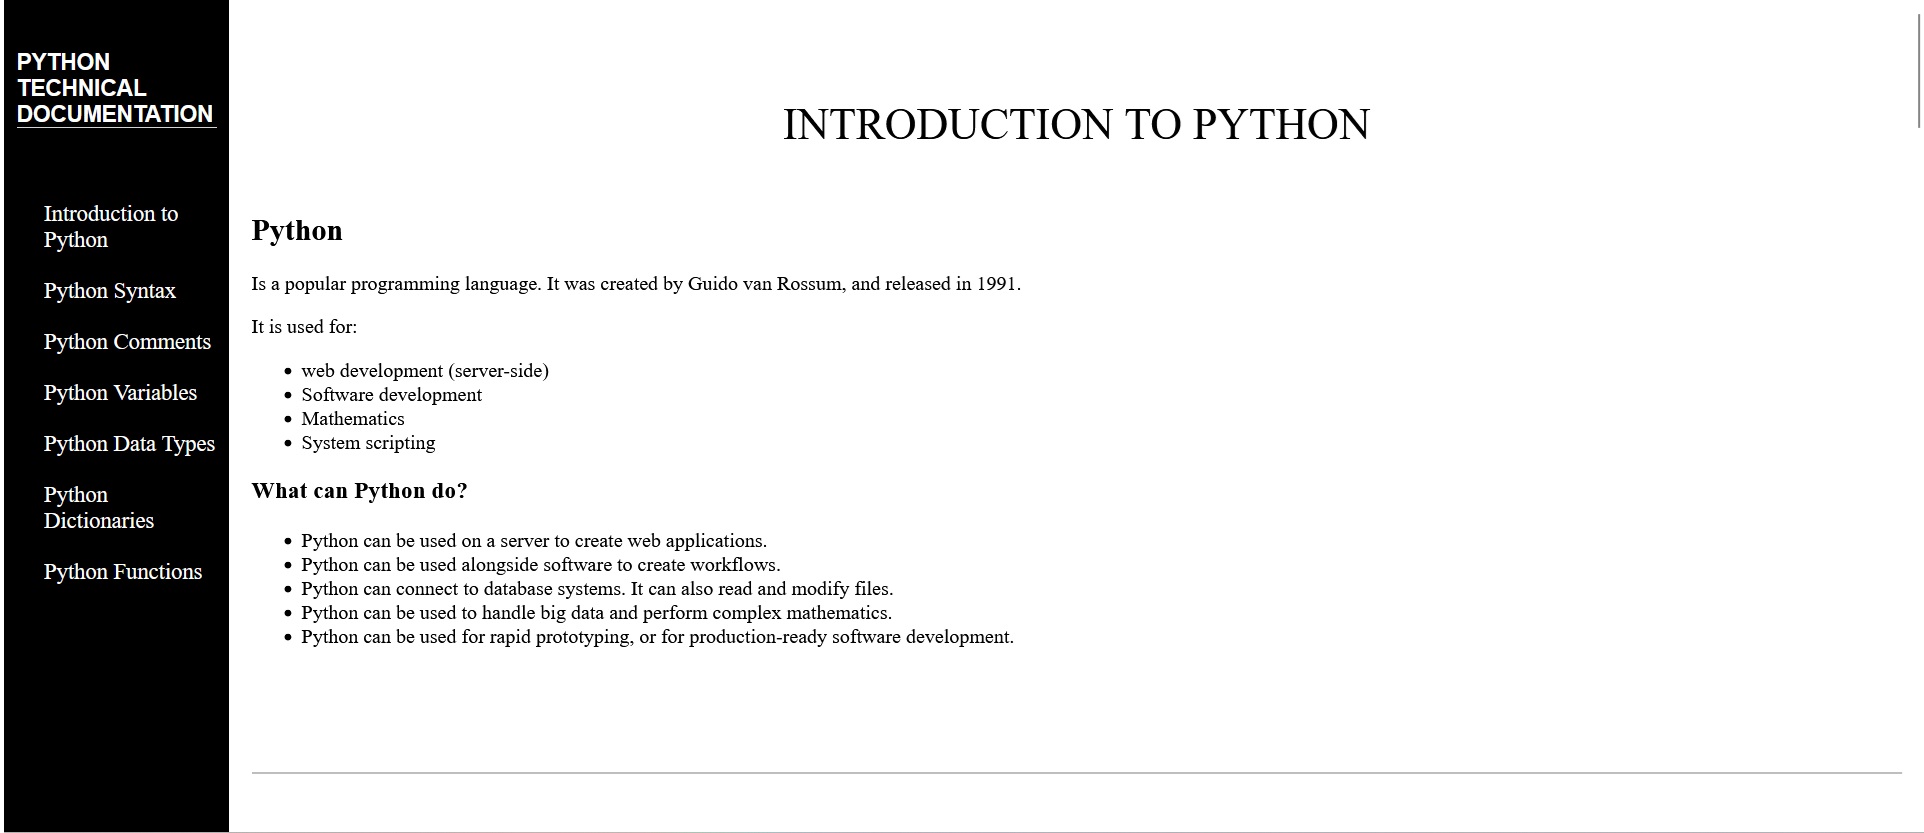 PYTHON
TECHNICAL
DOCUMENTATION
Introduction to
Python
Python Syntax
Python Comments
Python Variables
Python Data Types
Python
Dictionaries
Python Functions
INTRODUCTION TO PYTHON
Python
Is a popular programming language. It was created by Guido van Rossum, and released in 1991.
It is used for:
• web development (server-side)
• Software development
• Mathematics
• System scripting
What can Python do?
• Python can be used on a server to create web applications.
• Python can be used alongside software to create workflows.
• Python can connect to database systems. It can also read and modify files.
• Python can be used to handle big data and perform complex mathematics.
• Python can be used for rapid prototyping, or for production-ready software development.